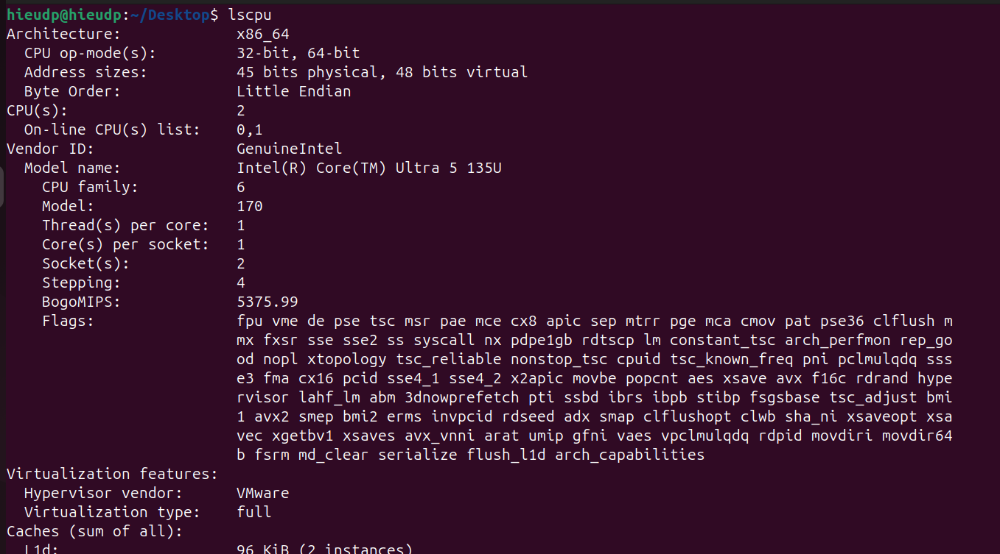 hieudp@hieudp:~/Desktop$ lscpu
Architecture: x86_64
CPU op-mode(s): 32-bit, 64-bit
Address sizes: 45 bits physical, 48 bits virtual
Byte Order: Little Endian
CPU(s): 2
On-line CPU(s) list: 0,1
Vendor ID: GenuineIntel
Model name: Intel(R) Core(TM) Ultra 5 135U
CPU family: 6
Model: 170
Thread(s) per core: 1
Core(s) per socket: 1
Socket(s): 2
Stepping: 4
BogoMIPS: 5375.99
Flags: fpu vme de pse tsc msr pae mce cx8 apic sep mtrr pge mca cmov pat pse36 clflush m
mx fxsr sse sse2 ss syscall nx pdpe1gb rdtscp lm constant_tsc arch_perfmon rep_go
od nopl xtopology tsc_reliable nonstop_tsc cpuid tsc_known_freq pni pclmulqdq sss
e3 fma cx16 pcid sse4_1 sse4_2 x2apic movbe popcnt aes xsave avx f16c rdrand hype
rvisor lahf_lm abm 3dnowprefetch pti ssbd ibrs ibpb stibp fsgsbase tsc_adjust bmi
1 avx2 smep bmi2 erms invpcid rdseed adx smap clflushopt clwb sha_ni xsaveopt xsa
vec xgetbv1 xsaves avx_vnni arat umip gfni vaes vpclmulqdq rdpid movdiri movdir64
b fsrm md_clear serialize flush_l1d arch_capabilities
Virtualization features:
Hypervisor vendor: VMware
Virtualization type: full
Caches (sum of all):
L1d: 96 KiB (2 instances)